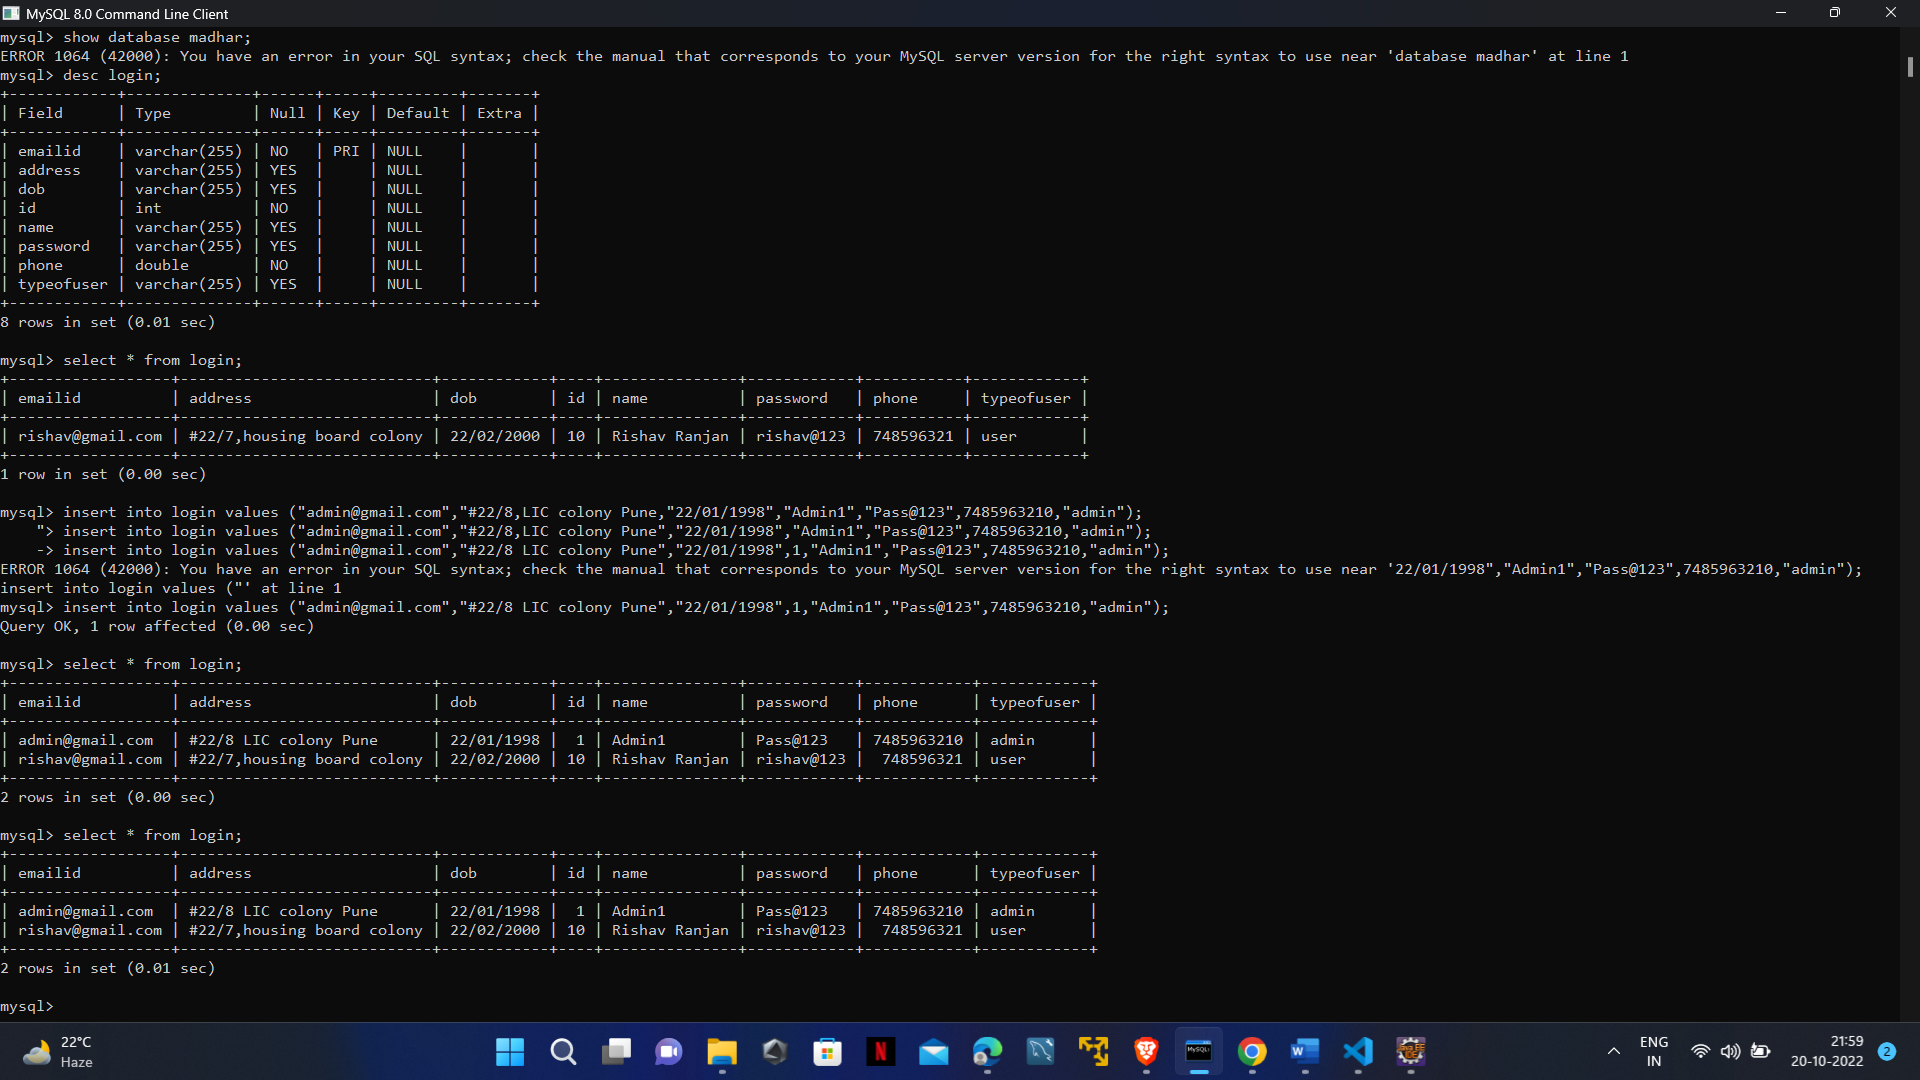 MySQL 8.0 Command Line Client
mysql> show database madhar;
ERROR 1064 (42000): You have an error in your SQL syntax; check the manual that corresponds to your MySQL server version for the right syntax to use near 'database madhar' at line 1
mysql> desc login;
+------------+--------------+------+-----+---------+-------+
| Field      | Type         | Null | Key | Default | Extra |
+------------+--------------+------+-----+---------+-------+
| emailid    | varchar(255) | NO   | PRI | NULL    |       |
| address    | varchar(255) | YES  |     | NULL    |       |
| dob        | varchar(255) | YES  |     | NULL    |       |
| id         | int          | NO   |     | NULL    |       |
| name       | varchar(255) | YES  |     | NULL    |       |
| password   | varchar(255) | YES  |     | NULL    |       |
| phone      | double       | NO   |     | NULL    |       |
| typeofuser | varchar(255) | YES  |     | NULL    |       |
+------------+--------------+------+-----+---------+-------+
8 rows in set (0.01 sec)
mysql> select * from login;
+------------------+----------------------------+------------+----+---------------+------------+-----------+------------+
| emailid          | address                    | dob        | id | name          | password   | phone     | typeofuser |
+------------------+----------------------------+------------+----+---------------+------------+-----------+------------+
| rishav@gmail.com | #22/7,housing board colony | 22/02/2000 | 10 | Rishav Ranjan | rishav@123 | 748596321 | user       |
+------------------+----------------------------+------------+----+---------------+------------+-----------+------------+
1 row in set (0.00 sec)
mysql> insert into login values ("admin@gmail.com","#22/8,LIC colony Pune,"22/01/1998","Admin1","Pass@123",7485963210,"admin");
    "> insert into login values ("admin@gmail.com","#22/8,LIC colony Pune","22/01/1998","Admin1","Pass@123",7485963210,"admin");
    -> insert into login values ("admin@gmail.com","#22/8 LIC colony Pune","22/01/1998",1,"Admin1","Pass@123",7485963210,"admin");
ERROR 1064 (42000): You have an error in your SQL syntax; check the manual that corresponds to your MySQL server version for the right syntax to use near '22/01/1998","Admin1","Pass@123",7485963210,"admin");
insert into login values ("' at line 1
mysql> insert into login values ("admin@gmail.com","#22/8 LIC colony Pune","22/01/1998",1,"Admin1","Pass@123",7485963210,"admin");
Query OK, 1 row affected (0.00 sec)
mysql> select * from login;
+------------------+----------------------------+------------+----+---------------+------------+------------+------------+
| emailid          | address                    | dob        | id | name          | password   | phone      | typeofuser |
+------------------+----------------------------+------------+----+---------------+------------+------------+------------+
| admin@gmail.com  | #22/8 LIC colony Pune      | 22/01/1998 |  1 | Admin1        | Pass@123   | 7485963210 | admin      |
| rishav@gmail.com | #22/7,housing board colony | 22/02/2000 | 10 | Rishav Ranjan | rishav@123 |  748596321 | user       |
+------------------+----------------------------+------------+----+---------------+------------+------------+------------+
2 rows in set (0.00 sec)
mysql> select * from login;
+------------------+----------------------------+------------+----+---------------+------------+------------+------------+
| emailid          | address                    | dob        | id | name          | password   | phone      | typeofuser |
+------------------+----------------------------+------------+----+---------------+------------+------------+------------+
| admin@gmail.com  | #22/8 LIC colony Pune      | 22/01/1998 |  1 | Admin1        | Pass@123   | 7485963210 | admin      |
| rishav@gmail.com | #22/7,housing board colony | 22/02/2000 | 10 | Rishav Ranjan | rishav@123 |  748596321 | user       |
+------------------+----------------------------+------------+----+---------------+------------+------------+------------+
2 rows in set (0.01 sec)
mysql>
22°C
Haze
N
MySQL
W
Java EE
IDE
ENG
IN
21:59
20-10-2022
2